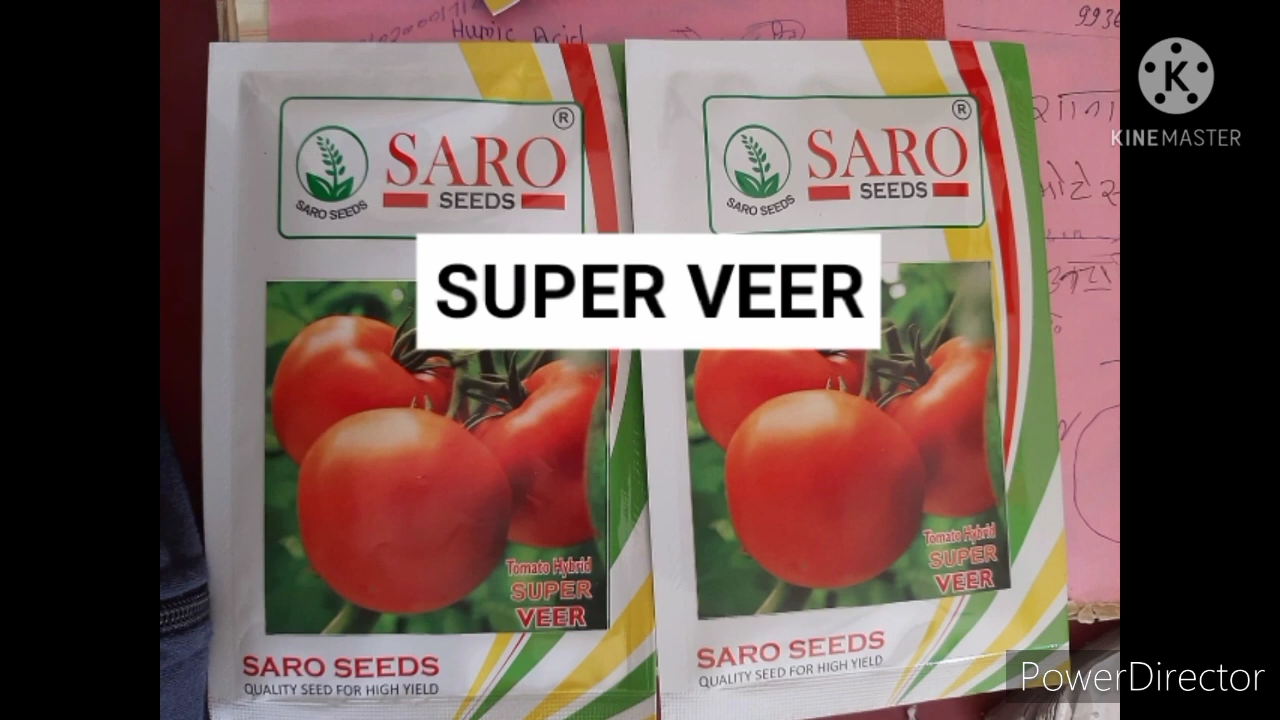 Humic Acid
9936
SARO
SEEDS
SARO SEEDS
R
SARO
SEEDS
SARO SEEDS
R
SUPER VEER
Tomato Hybrid
SUPER
VEER
Tomato Hybrid
SUPER
VEER
SARO SEEDS
QUALITY SEED FOR HIGH YIELD
SARO SEEDS
QUALITY SEED FOR HIGH YIELD
K
KINEMASTER
PowerDirector